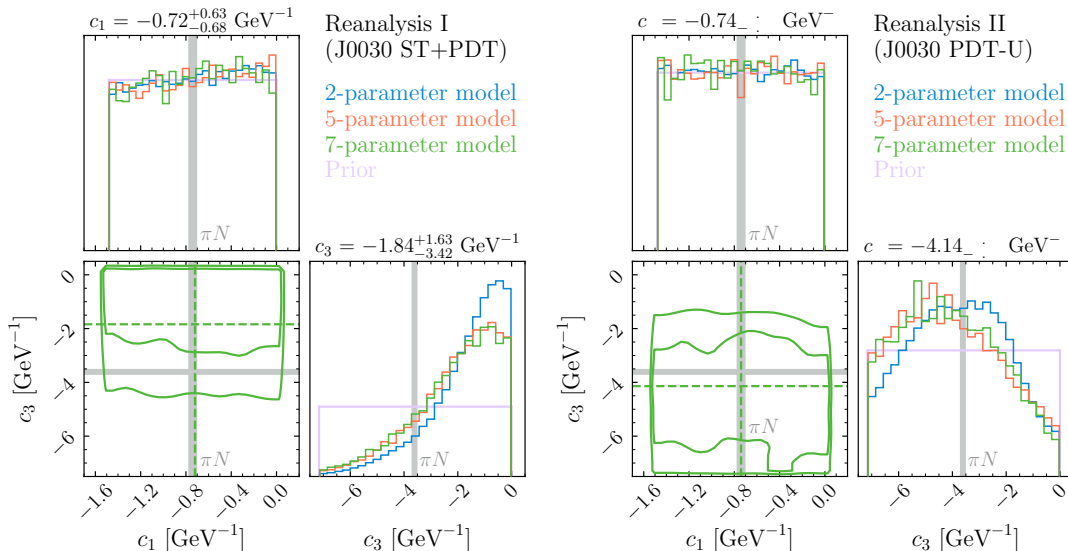 c₁ = −0.72 +0.63 −0.68 GeV⁻¹
Reanalysis I
(J0030 ST+PDT)
2-parameter model
5-parameter model
7-parameter model
Prior
πN
c₃ = −1.84 +1.63 −3.42 GeV⁻¹
0
−2
−4
−6
c₃ [GeV⁻¹]
πN
πN
−1.6
−1.2
−0.8
−0.4
0.0
c₁ [GeV⁻¹]
−6
−4
−2
0
c₃ [GeV⁻¹]
c = −0.74 GeV⁻
Reanalysis II
(J0030 PDT-U)
2-parameter model
5-parameter model
7-parameter model
Prior
πN
c = −4.14 GeV⁻
0
−2
−4
−6
c₃ [GeV⁻¹]
πN
πN
−1.6
−1.2
−0.8
−0.4
0.0
c₁ [GeV⁻¹]
−6
−4
−2
0
c₃ [GeV⁻¹]